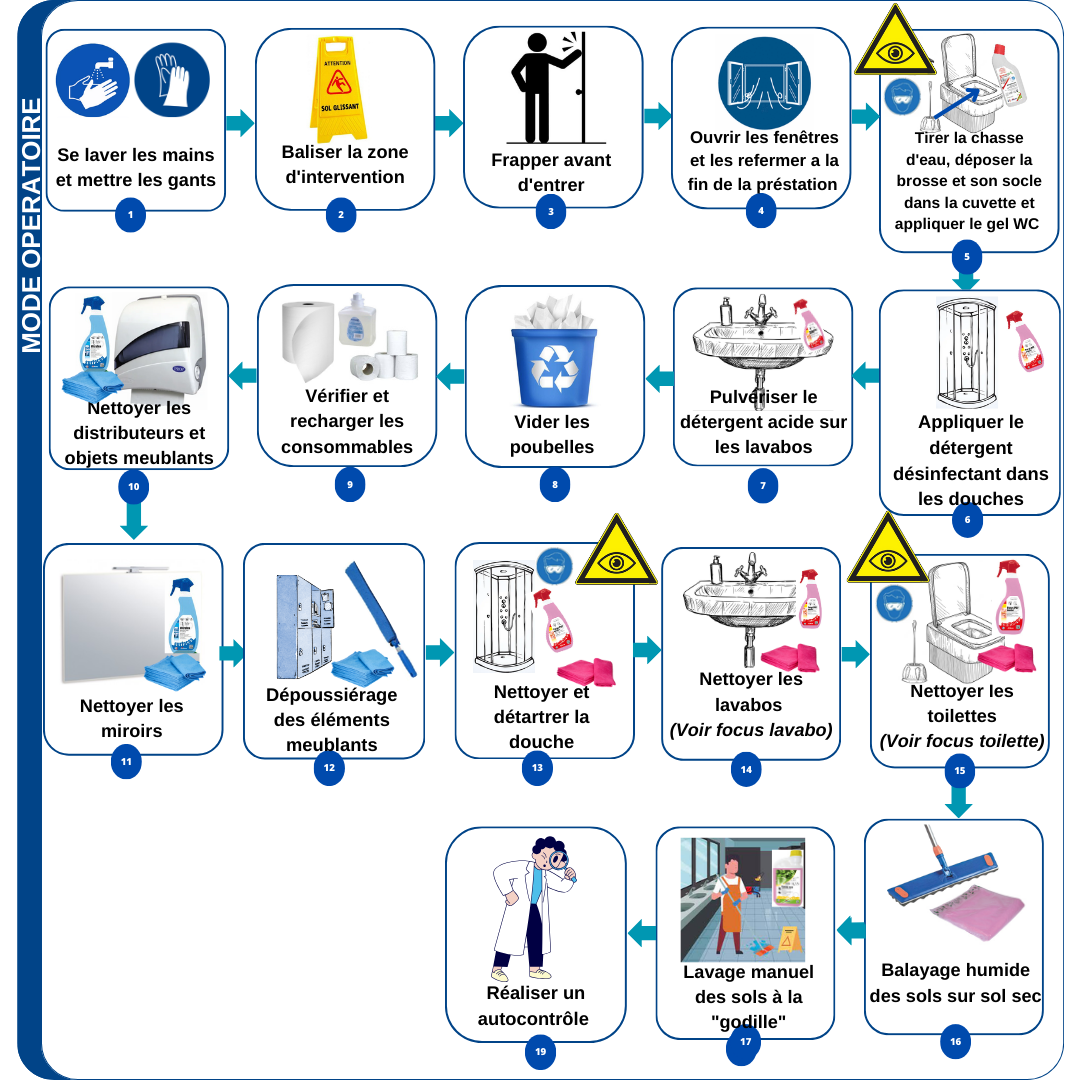 MODE OPERATOIRE
Se laver les mains
et mettre les gants
1
ATTENTION
SOL GLISSANT
Baliser la zone
d'intervention
2
Frapper avant
d'entrer
3
Ouvrir les fenêtres
et les refermer a la
fin de la préstation
4
Tirer la chasse
d'eau, déposer la
brosse et son socle
dans la cuvette et
appliquer le gel WC
5
Appliquer le
détergent
désinfectant dans
les douches
6
Pulvériser le
détergent acide sur
les lavabos
7
Vider les
poubelles
8
Vérifier et
recharger les
consommables
9
Nettoyer les
distributeurs et
objets meublants
10
Nettoyer les
miroirs
11
Dépoussiérage
des éléments
meublants
12
Nettoyer et
détartrer la
douche
13
Nettoyer les
lavabos
(Voir focus lavabo)
14
Nettoyer les
toilettes
(Voir focus toilette)
15
Balayage humide
des sols sur sol sec
16
Lavage manuel
des sols à la
"godille"
17
Réaliser un
autocontrôle
19